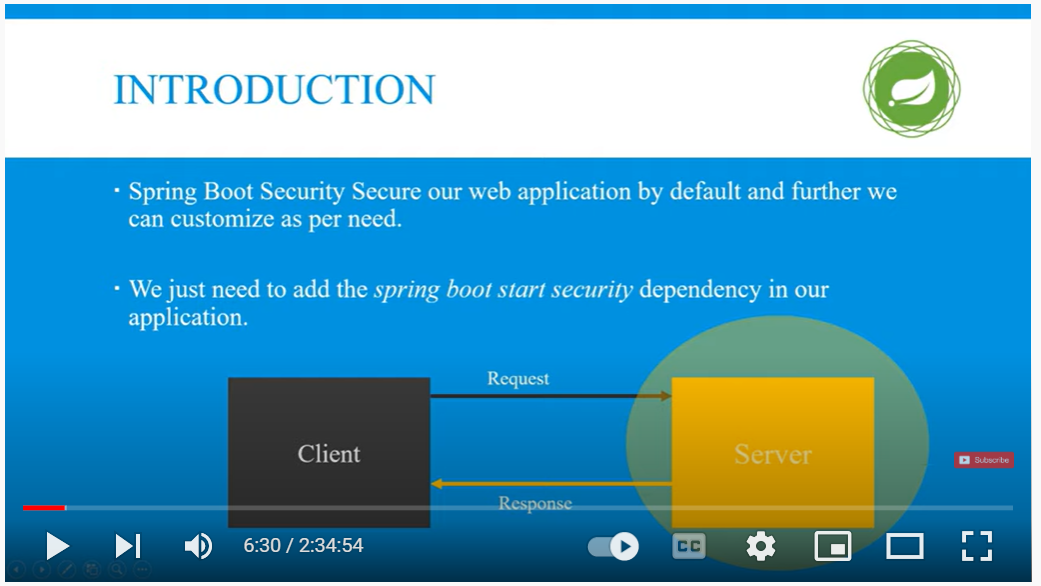 INTRODUCTION
▪ Spring Boot Security Secure our web application by default and further we
can customize as per need.
▪ We just need to add the spring boot start security dependency in our
application.
Request
Client
Server
Subscribe
Response
6:30 / 2:34:54
CC